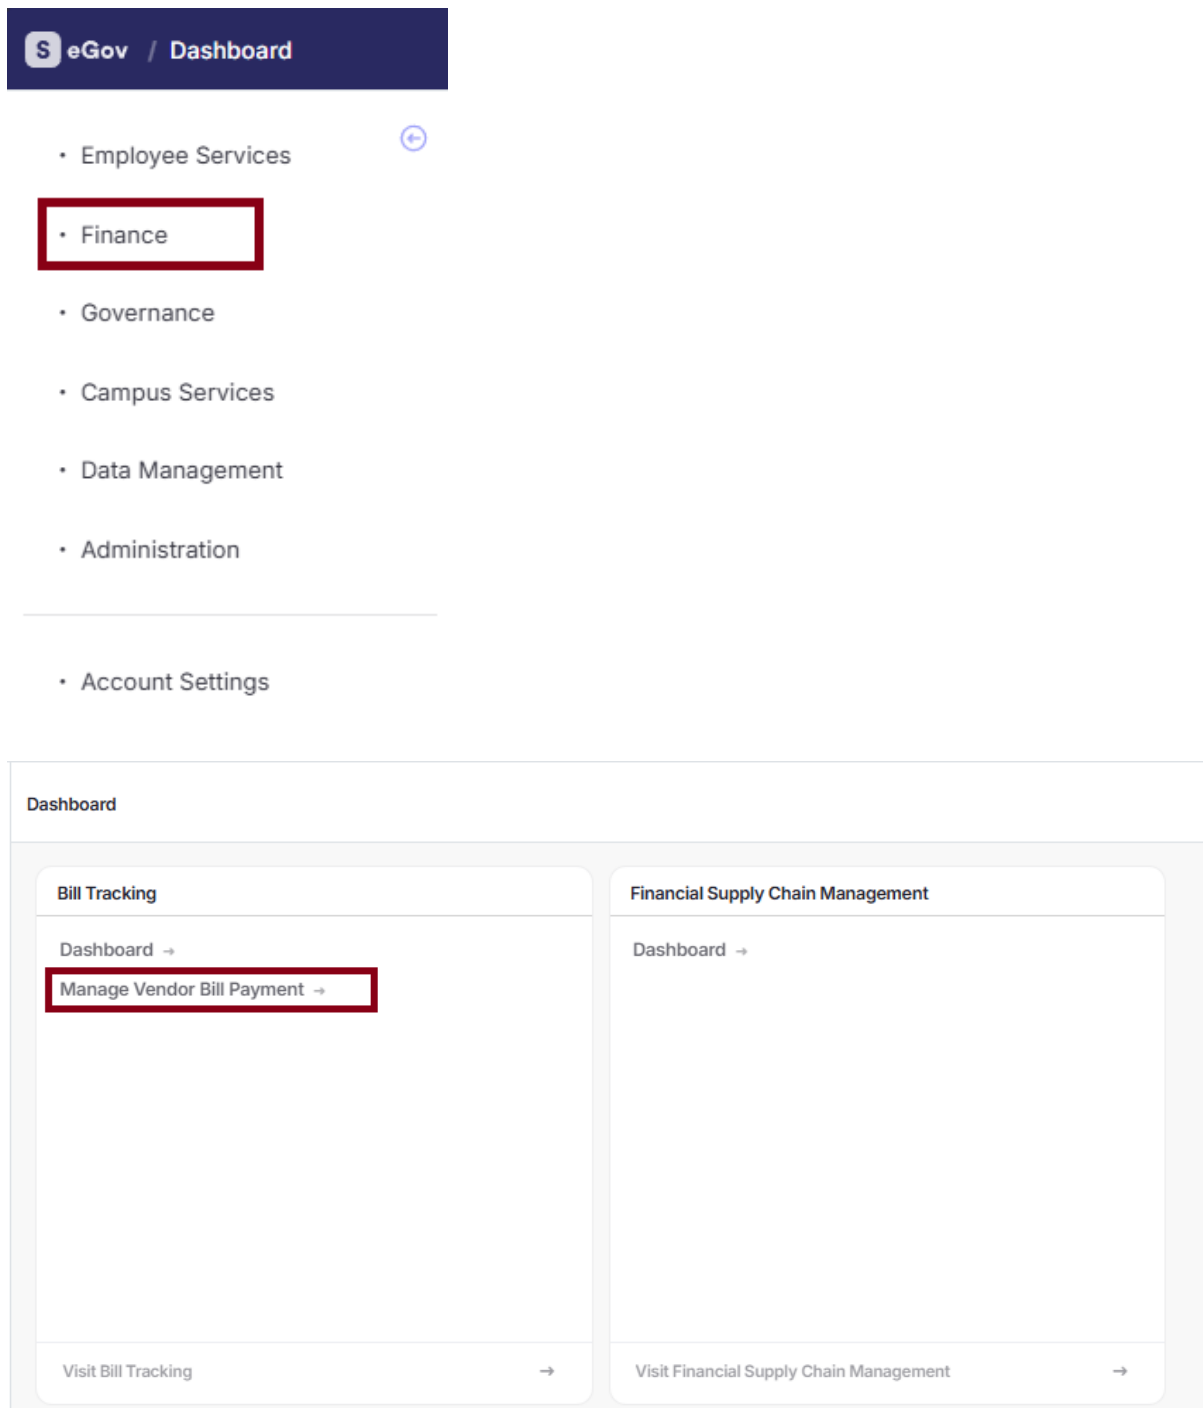 S eGov / Dashboard
• Employee Services
• Finance
• Governance
• Campus Services
• Data Management
• Administration
• Account Settings
Dashboard
Bill Tracking
Dashboard →
Manage Vendor Bill Payment →
Visit Bill Tracking →
Financial Supply Chain Management
Dashboard →
Visit Financial Supply Chain Management →